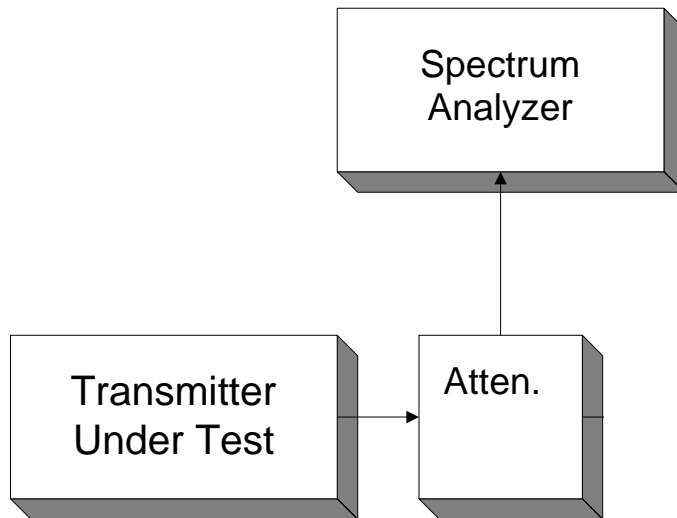 Spectrum
Analyzer
Transmitter
Under Test
Atten.